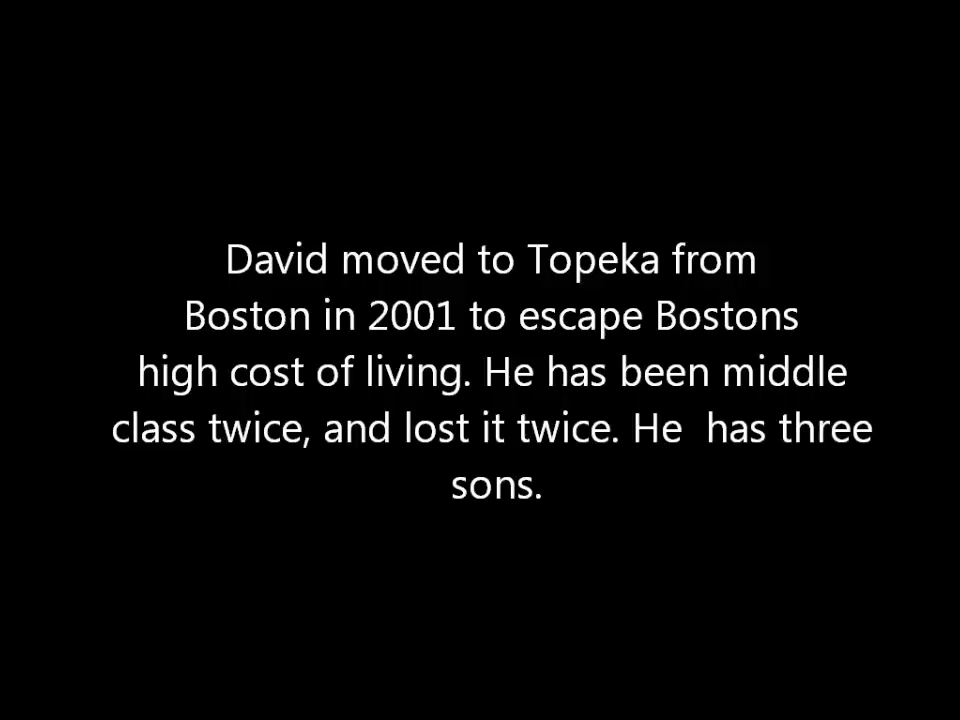 David moved to Topeka from
Boston in 2001 to escape Bostons
high cost of living. He has been middle
class twice, and lost it twice. He  has three
sons.